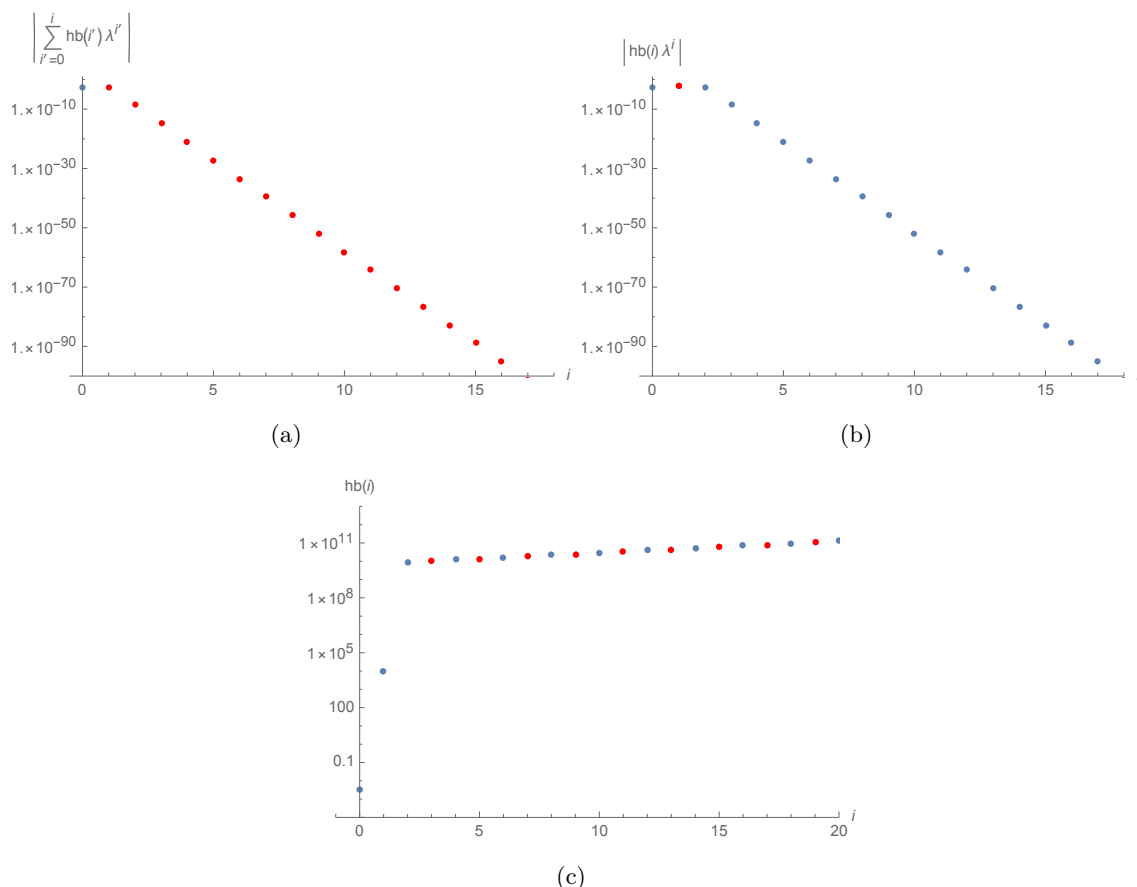 | ∑_{i′=0}^{i} hb(i′) λ^{i′} |
1. × 10^{-10}
1. × 10^{-30}
1. × 10^{-50}
1. × 10^{-70}
1. × 10^{-90}
0 5 10 15 i
(a)
| hb(i) λ^i |
1. × 10^{-10}
1. × 10^{-30}
1. × 10^{-50}
1. × 10^{-70}
1. × 10^{-90}
0 5 10 15
(b)
hb(i)
1 × 10^{11}
1 × 10^{8}
1 × 10^{5}
100
0.1
0 5 10 15 20 i
(c)